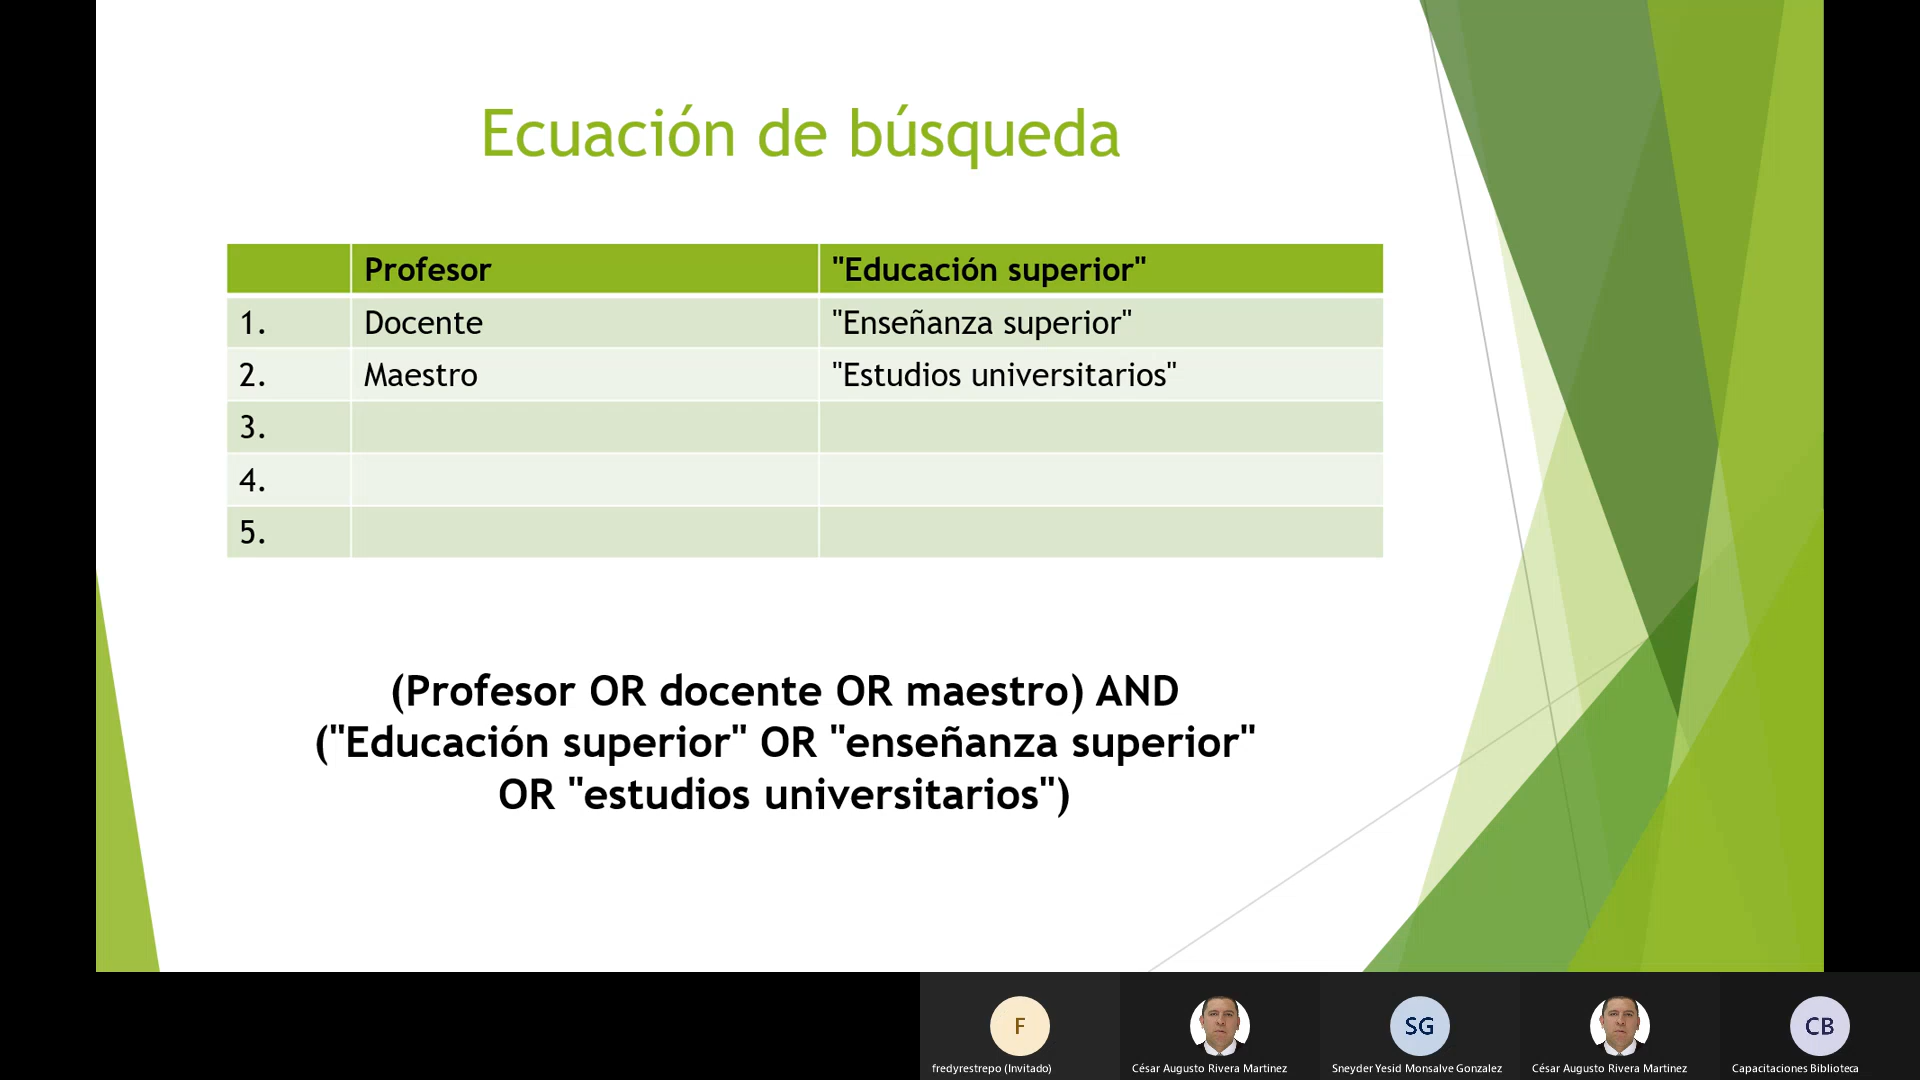 Ecuación de búsqueda
Profesor "Educación superior"
1. Docente "Enseñanza superior"
2. Maestro "Estudios universitarios"
3.
4.
5.
(Profesor OR docente OR maestro) AND
("Educación superior" OR "enseñanza superior"
OR "estudios universitarios")
F SG CB
fredyrestrepo (Invitado) César Augusto Rivera Martinez Sneyder Yesid Monsalve Gonzalez César Augusto Rivera Martinez Capacitaciones Biblioteca